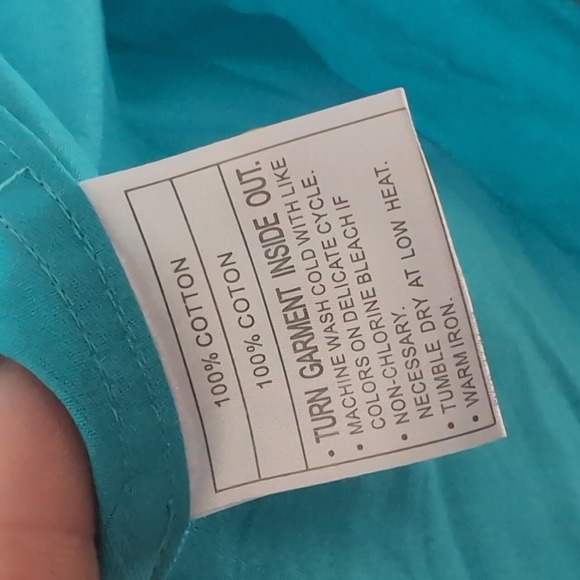 100% COTTON
100% COTON
• TURN GARMENT INSIDE OUT.
• MACHINE WASH COLD WITH LIKE
COLORS ON DELICATE CYCLE.
• NON-CHLORINE BLEACH IF
NECESSARY.
• TUMBLE DRY AT LOW HEAT.
• WARM IRON.